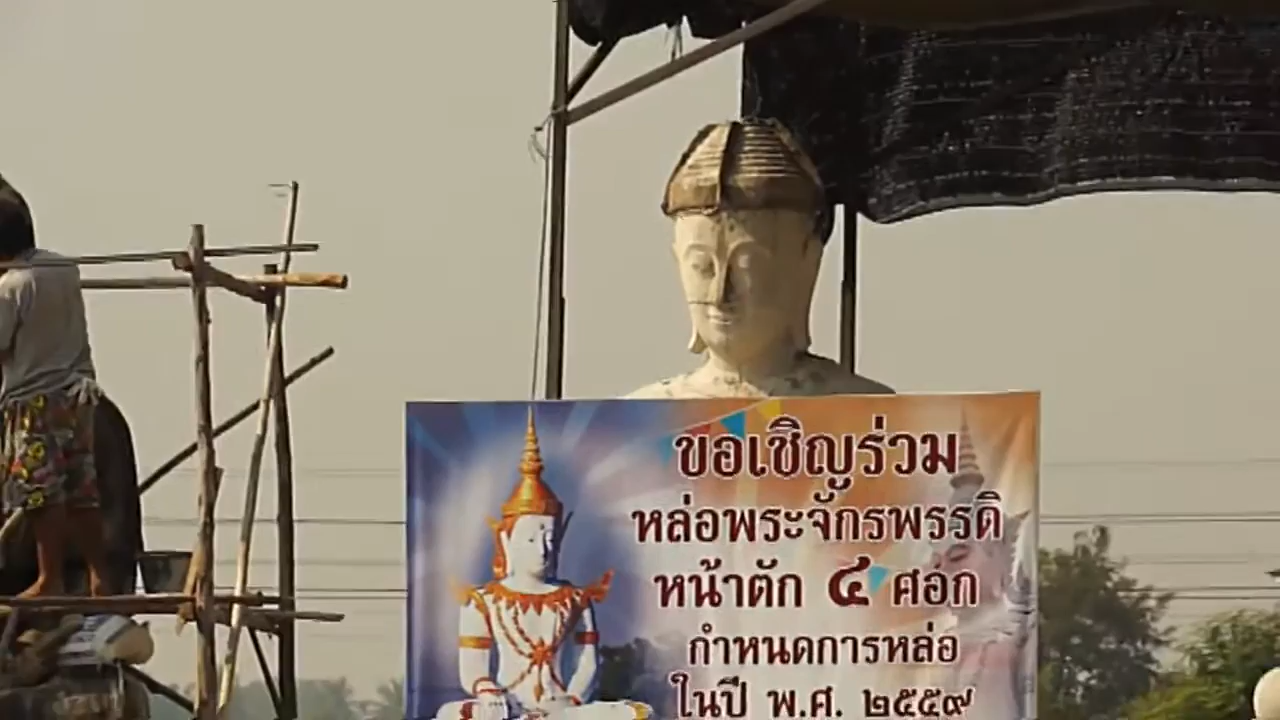 ขอเชิญร่วม
หล่อพระจักรพรรดิ
หน้าตัก ๔ ศอก
กำหนดการหล่อ
ในปี พ.ศ. ๒๕๕๙